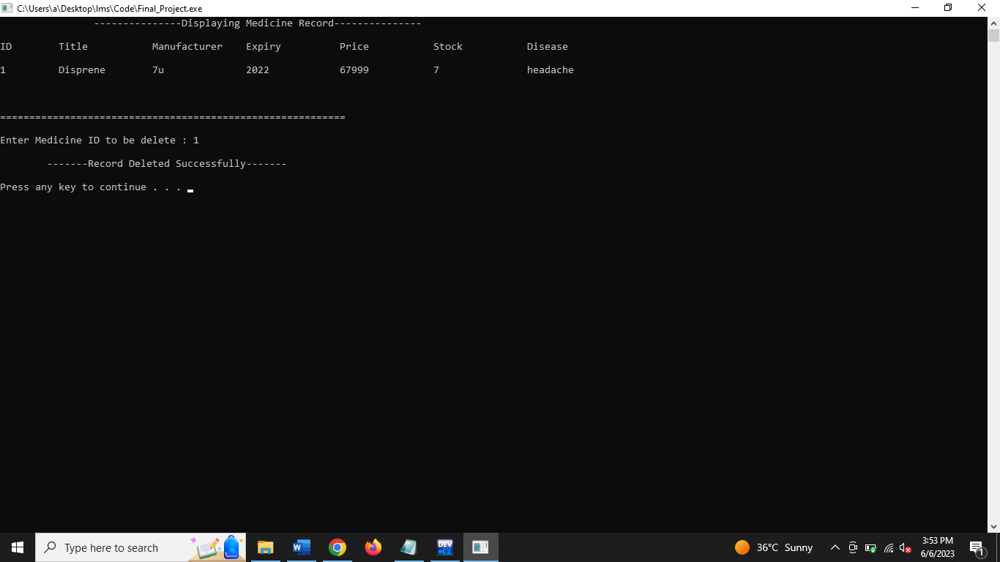 C:\Users\a\Desktop\lms\Code\Final_Project.exe
---------------Displaying Medicine Record---------------
ID Title Manufacturer Expiry Price Stock Disease
1 Disprene 7u 2022 67999 7 headache
===========================================================
Enter Medicine ID to be delete : 1
-------Record Deleted Successfully-------
Press any key to continue . . .
Type here to search
W
DEV
36°C Sunny
3:53 PM
6/6/2023
1